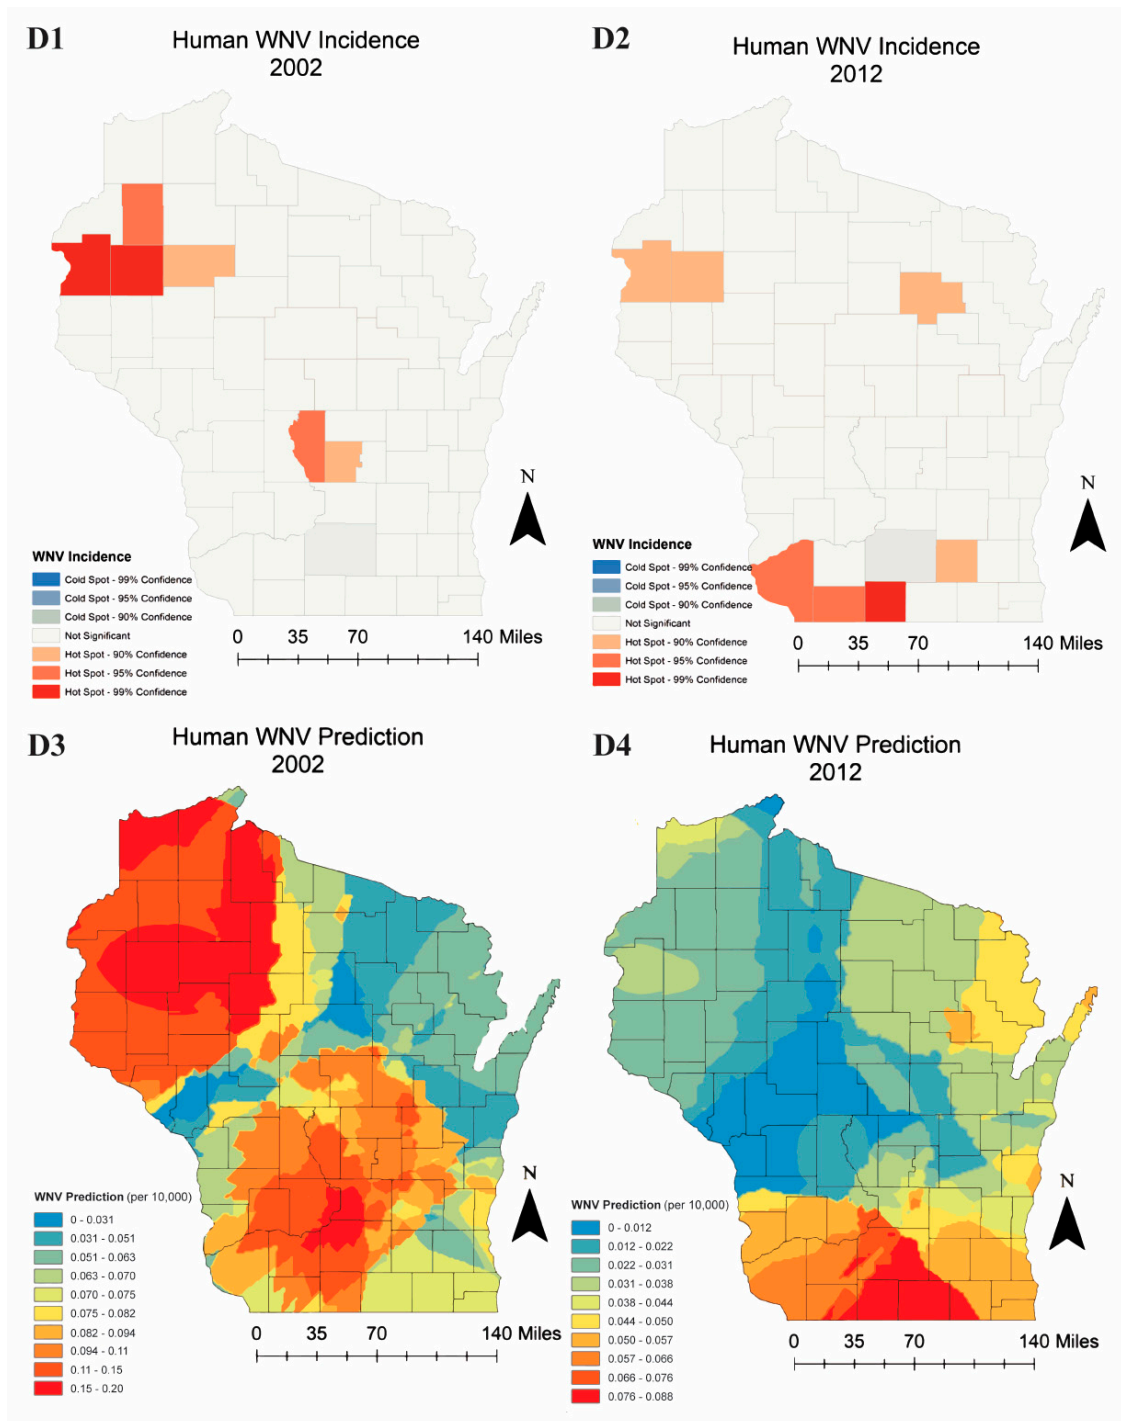 D1
Human WNV Incidence
2002
N
WNV Incidence
Cold Spot - 99% Confidence
Cold Spot - 95% Confidence
Cold Spot - 90% Confidence
Not Significant
Hot Spot - 90% Confidence
Hot Spot - 95% Confidence
Hot Spot - 99% Confidence
0 35 70 140 Miles
D2
Human WNV Incidence
2012
N
WNV Incidence
Cold Spot - 99% Confidence
Cold Spot - 95% Confidence
Cold Spot - 90% Confidence
Not Significant
Hot Spot - 90% Confidence
Hot Spot - 95% Confidence
Hot Spot - 99% Confidence
0 35 70 140 Miles
D3
Human WNV Prediction
2002
N
WNV Prediction (per 10,000)
0 - 0.031
0.031 - 0.051
0.051 - 0.063
0.063 - 0.070
0.070 - 0.075
0.075 - 0.082
0.082 - 0.094
0.094 - 0.11
0.11 - 0.15
0.15 - 0.20
0 35 70 140 Miles
D4
Human WNV Prediction
2012
N
WNV Prediction (per 10,000)
0 - 0.012
0.012 - 0.022
0.022 - 0.031
0.031 - 0.038
0.038 - 0.044
0.044 - 0.050
0.050 - 0.057
0.057 - 0.066
0.066 - 0.076
0.076 - 0.088
0 35 70 140 Miles